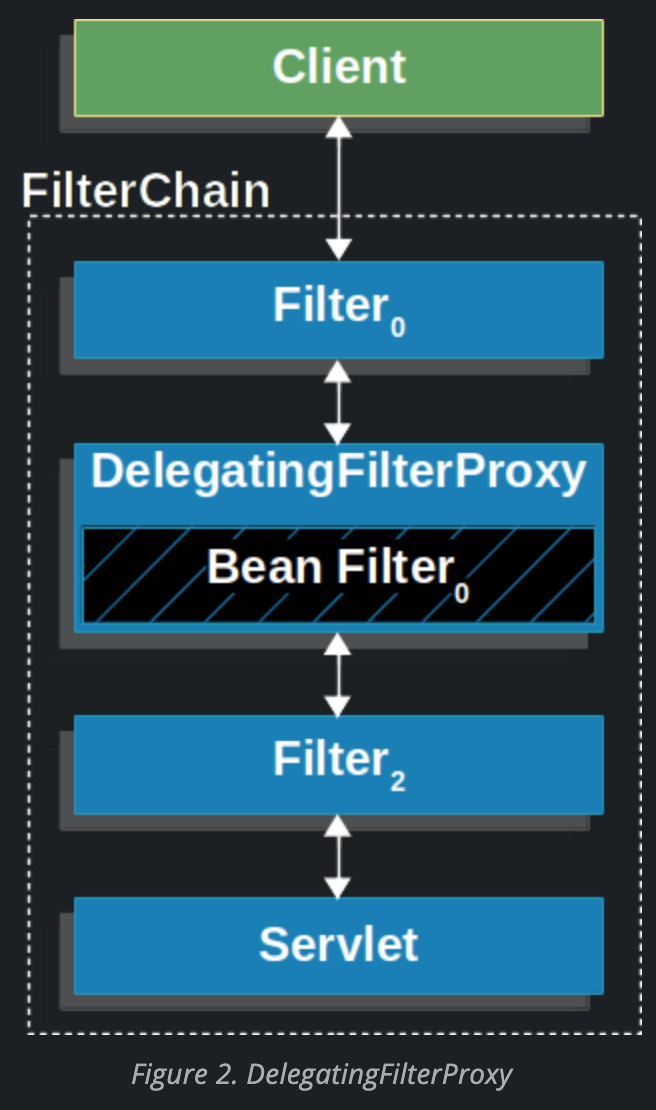 Client
FilterChain
Filter0
DelegatingFilterProxy
Bean Filter0
Filter2
Servlet
Figure 2. DelegatingFilterProxy